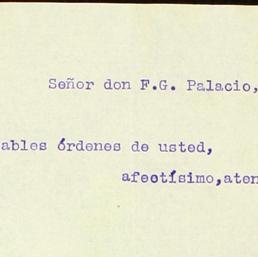 Señor don F.G. Palacio,
ables órdenes de usted,
afectísimo,aten